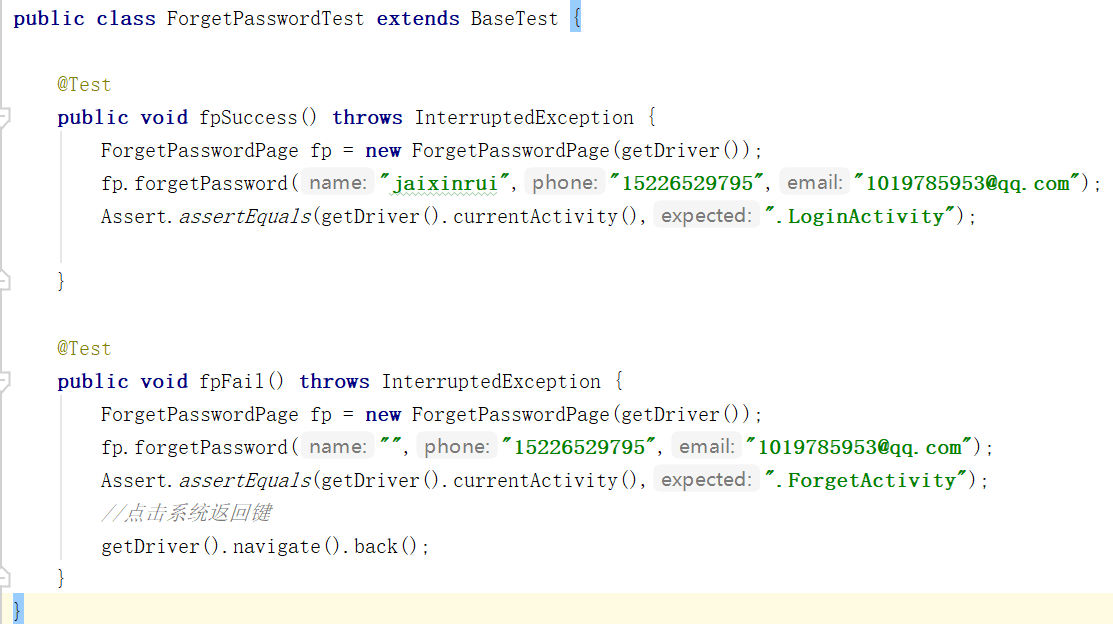 public class ForgetPasswordTest extends BaseTest {
@Test
public void fpSuccess() throws InterruptedException {
ForgetPasswordPage fp = new ForgetPasswordPage(getDriver());
fp.forgetPassword( name: "jaixinrui", phone: "15226529795", email: "1019785953@qq.com");
Assert.assertEquals(getDriver().currentActivity(), expected: ".LoginActivity");
}
@Test
public void fpFail() throws InterruptedException {
ForgetPasswordPage fp = new ForgetPasswordPage(getDriver());
fp.forgetPassword( name: "", phone: "15226529795", email: "1019785953@qq.com");
Assert.assertEquals(getDriver().currentActivity(), expected: ".ForgetActivity");
//点击系统返回键
getDriver().navigate().back();
}
}